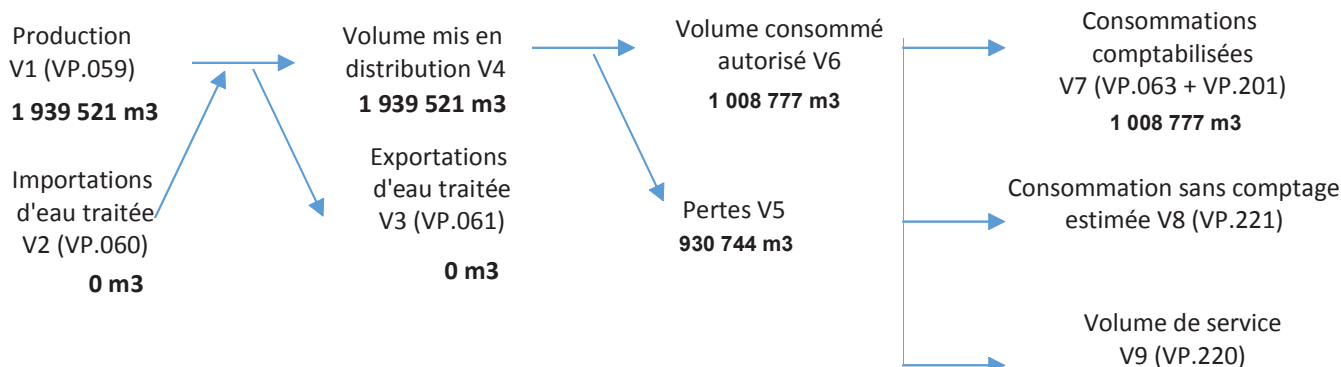 Production
V1 (VP.059)
1 939 521 m3
Importations
d'eau traitée
V2 (VP.060)
0 m3
Volume mis en
distribution V4
1 939 521 m3
Exportations
d'eau traitée
V3 (VP.061)
0 m3
Volume consommé
autorisé V6
1 008 777 m3
Pertes V5
930 744 m3
Consommations
comptabilisées
V7 (VP.063 + VP.201)
1 008 777 m3
Consommation sans comptage
estimée V8 (VP.221)
Volume de service
V9 (VP.220)